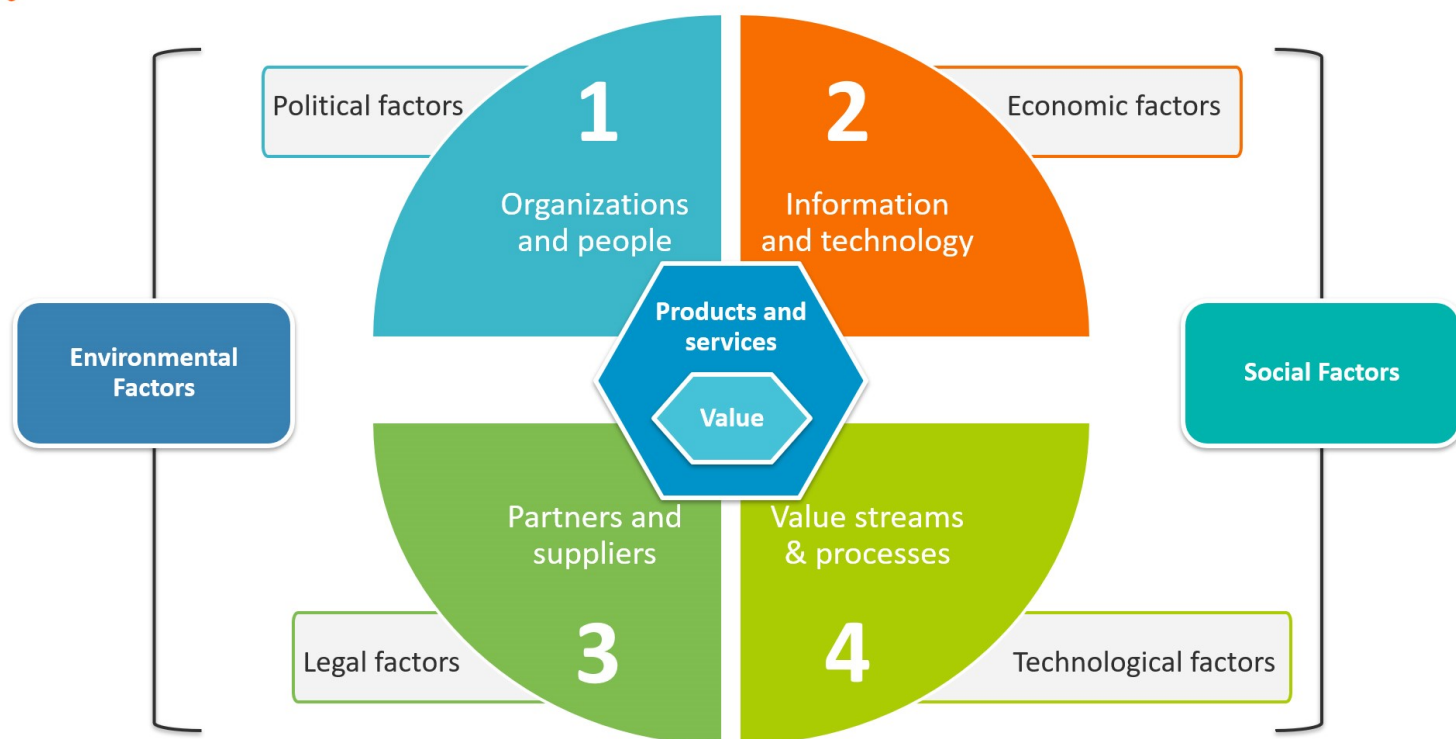 Political factors
1
2
Economic factors
Organizations
and people
Information
and technology
Products and
services
Value
Environmental
Factors
Social Factors
Partners and
suppliers
Value streams
& processes
Legal factors
3
4
Technological factors